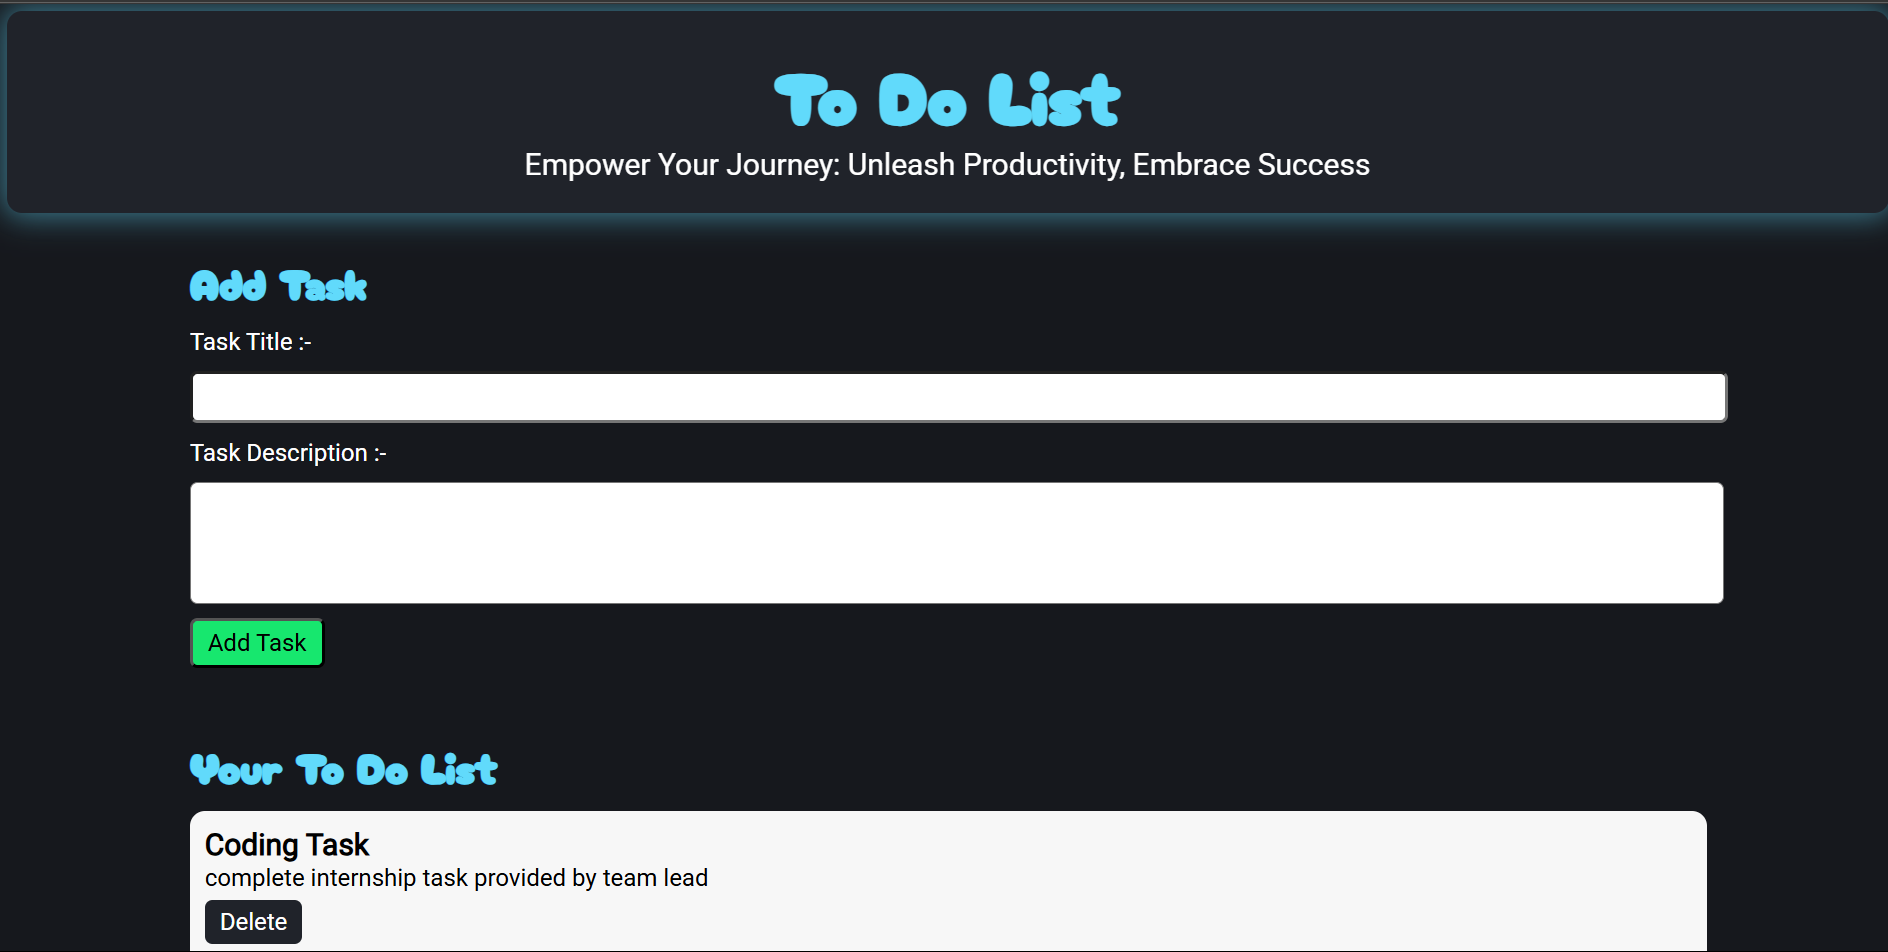 To Do List
Empower Your Journey: Unleash Productivity, Embrace Success
Add Task
Task Title :-
Task Description :-
Add Task
Your To Do List
Coding Task
complete internship task provided by team lead
Delete